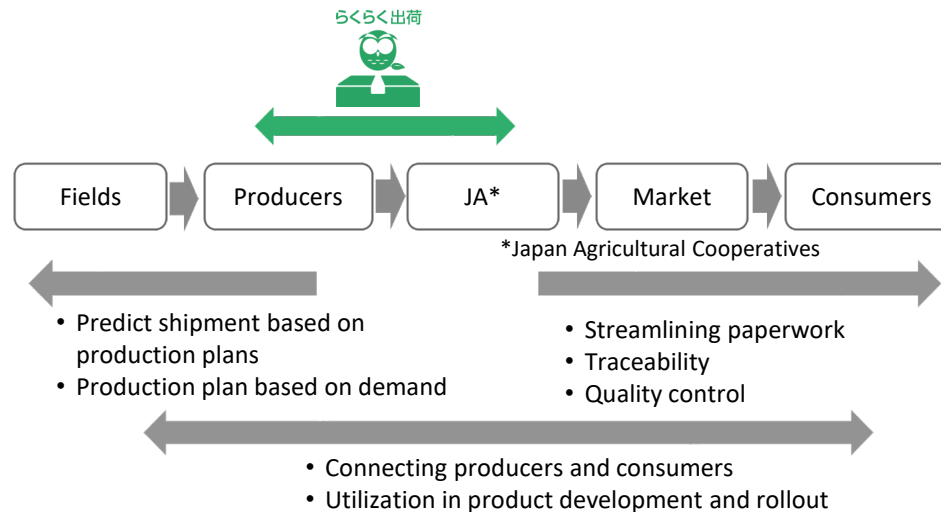 らくらく出荷
Fields
Producers
JA*
Market
Consumers
*Japan Agricultural Cooperatives
• Predict shipment based on
production plans
• Production plan based on demand
• Streamlining paperwork
• Traceability
• Quality control
• Connecting producers and consumers
• Utilization in product development and rollout